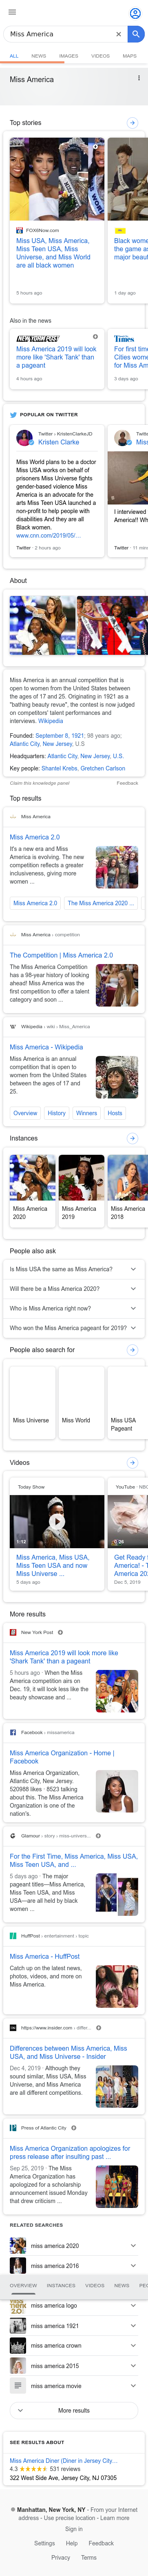 Miss America
ALL NEWS IMAGES VIDEOS MAPS
Miss America
Top stories
FOX6Now.com
Miss USA, Miss America,
Miss Teen USA, Miss
Universe, and Miss World
are all black women
5 hours ago
Black wome
the game as
major beaut
1 day ago
Also in the news
Miss America 2019 will look
more like 'Shark Tank' than
a pageant
4 hours ago
Times
For first time
Cities wome
for Miss Am
3 days ago
POPULAR ON TWITTER
Twitter › KristenClarkeJD
Kristen Clarke
Miss World plans to be a doctor
Miss USA works on behalf of
prisoners Miss Universe fights
gender-based violence Miss
America is an advocate for the
arts Miss Teen USA launched a
non-profit to help people with
disabilities And they are all
Black women.
www.cnn.com/2019/05/…
Twitter · 2 hours ago
I interviewed
America!!
Twitter · 11 min
About
Miss America is an annual competition that is
open to women from the United States between
the ages of 17 and 25. Originating in 1921 as a
"bathing beauty revue", the contest is now judged
on competitors' talent performances and
interviews. Wikipedia
Founded: September 8, 1921; 98 years ago;
Atlantic City, New Jersey, U.S
Headquarters: Atlantic City, New Jersey, U.S.
Key people: Shantel Krebs, Gretchen Carlson
Claim this knowledge panel Feedback
Top results
Miss America
Miss America 2.0
It's a new era and Miss
America is evolving. The new
competition reflects a greater
inclusiveness, giving more
women ...
Miss America 2.0 The Miss America 2020 ...
Miss America › competition
The Competition | Miss America 2.0
The Miss America Competition
has a 98-year history of looking
ahead! Miss America was the
first competition to offer a talent
category and soon ...
Wikipedia › wiki › Miss_America
Miss America - Wikipedia
Miss America is an annual
competition that is open to
women from the United States
between the ages of 17 and
25.
Overview History Winners Hosts
Instances
Miss America
2020
Miss America
2019
Miss America
2018
People also ask
Is Miss USA the same as Miss America?
Will there be a Miss America 2020?
Who is Miss America right now?
Who won the Miss America pageant for 2019?
People also search for
Miss Universe
Miss World
Miss USA
Pageant
Videos
Today Show
1:12
Miss America, Miss USA,
Miss Teen USA and now
Miss Universe ...
5 days ago
YouTube · NBC
Get Ready
America! - T
America 202
Dec 5, 2019
More results
New York Post
Miss America 2019 will look more like
'Shark Tank' than a pageant
5 hours ago · When the Miss
America competition airs on
Dec. 19, it will look less like the
beauty showcase and ...
Facebook › missamerica
Miss America Organization - Home |
Facebook
Miss America Organization,
Atlantic City, New Jersey.
520968 likes · 8523 talking
about this. The Miss America
Organization is one of the
nation's.
Glamour › story › miss-univers...
For the First Time, Miss America, Miss USA,
Miss Teen USA, and ...
5 days ago · The major
pageant titles—Miss America,
Miss Teen USA, and Miss
USA—are all held by black
women ...
HuffPost › entertainment › topic
Miss America - HuffPost
Catch up on the latest news,
photos, videos, and more on
Miss America.
https://www.insider.com › differ...
Differences between Miss America, Miss
USA, and Miss Universe - Insider
Dec 4, 2019 · Although they
sound similar, Miss USA, Miss
Universe, and Miss America
are all different competitions.
Press of Atlantic City
Miss America Organization apologizes for
press release after insulting past ...
Sep 25, 2019 · The Miss
America Organization has
apologized for a scholarship
announcement issued Monday
that drew criticism ...
RELATED SEARCHES
miss america 2020
miss america 2016
OVERVIEW INSTANCES VIDEOS NEWS
miss america logo
miss america 1921
miss america crown
miss america 2015
miss america movie
More results
SEE RESULTS ABOUT
Miss America Diner (Diner in Jersey City…
4.3 531 reviews
322 West Side Ave, Jersey City, NJ 07305
Manhattan, New York, NY - From your Internet
address - Use precise location - Learn more
Sign in
Settings Help Feedback
Privacy Terms